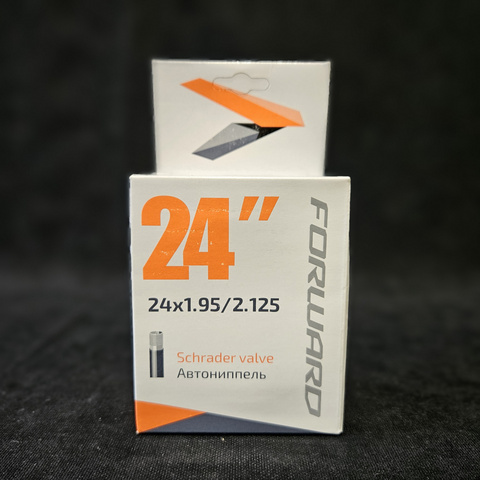 24"
24x1.95/2.125
Schrader valve
Автониппель
FORWARD